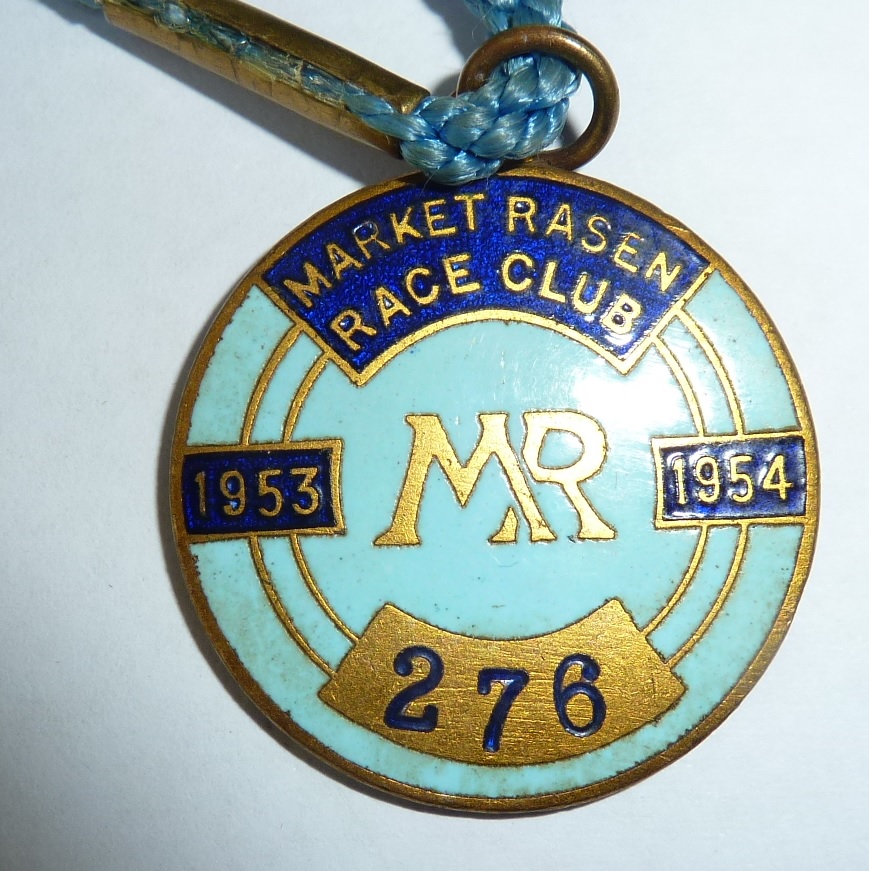 MARKET RASEN
RACE CLUB
1953
MR
1954
276